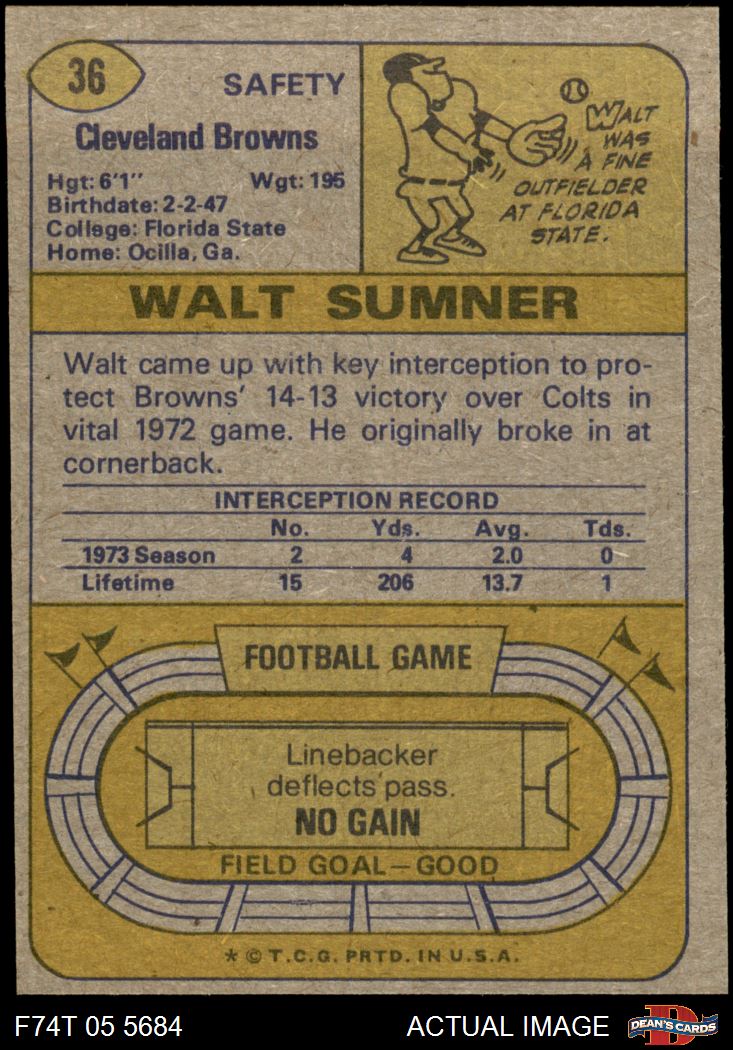 36
SAFETY
Cleveland Browns
Hgt: 6'1" Wgt: 195
Birthdate: 2-2-47
College: Florida State
Home: Ocilla, Ga.
WALT
WAS
A FINE
OUTFIELDER
AT FLORIDA
STATE.
WALT SUMNER
Walt came up with key interception to pro-
tect Browns' 14-13 victory over Colts in
vital 1972 game. He originally broke in at
cornerback.
INTERCEPTION RECORD
No. Yds. Avg. Tds.
1973 Season 2 4 2.0 0
Lifetime 15 206 13.7 1
FOOTBALL GAME
Linebacker
deflects pass.
NO GAIN
FIELD GOAL—GOOD
* © T.C.G. PRTD. IN U.S.A.
F74T 05 5684 ACTUAL IMAGE
D
DEAN'S CARDS